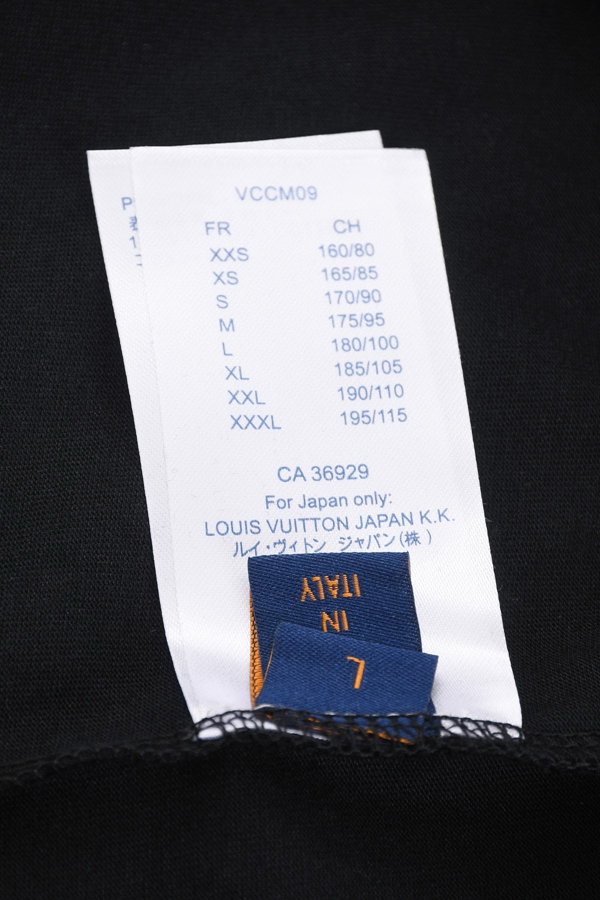 VCCM09
FR CH
XXS 160/80
XS 165/85
S 170/90
M 175/95
L 180/100
XL 185/105
XXL 190/110
XXXL 195/115
CA 36929
For Japan only:
LOUIS VUITTON JAPAN K.K.
ルイ・ヴィトン ジャパン(株)
IN
ITALY
L